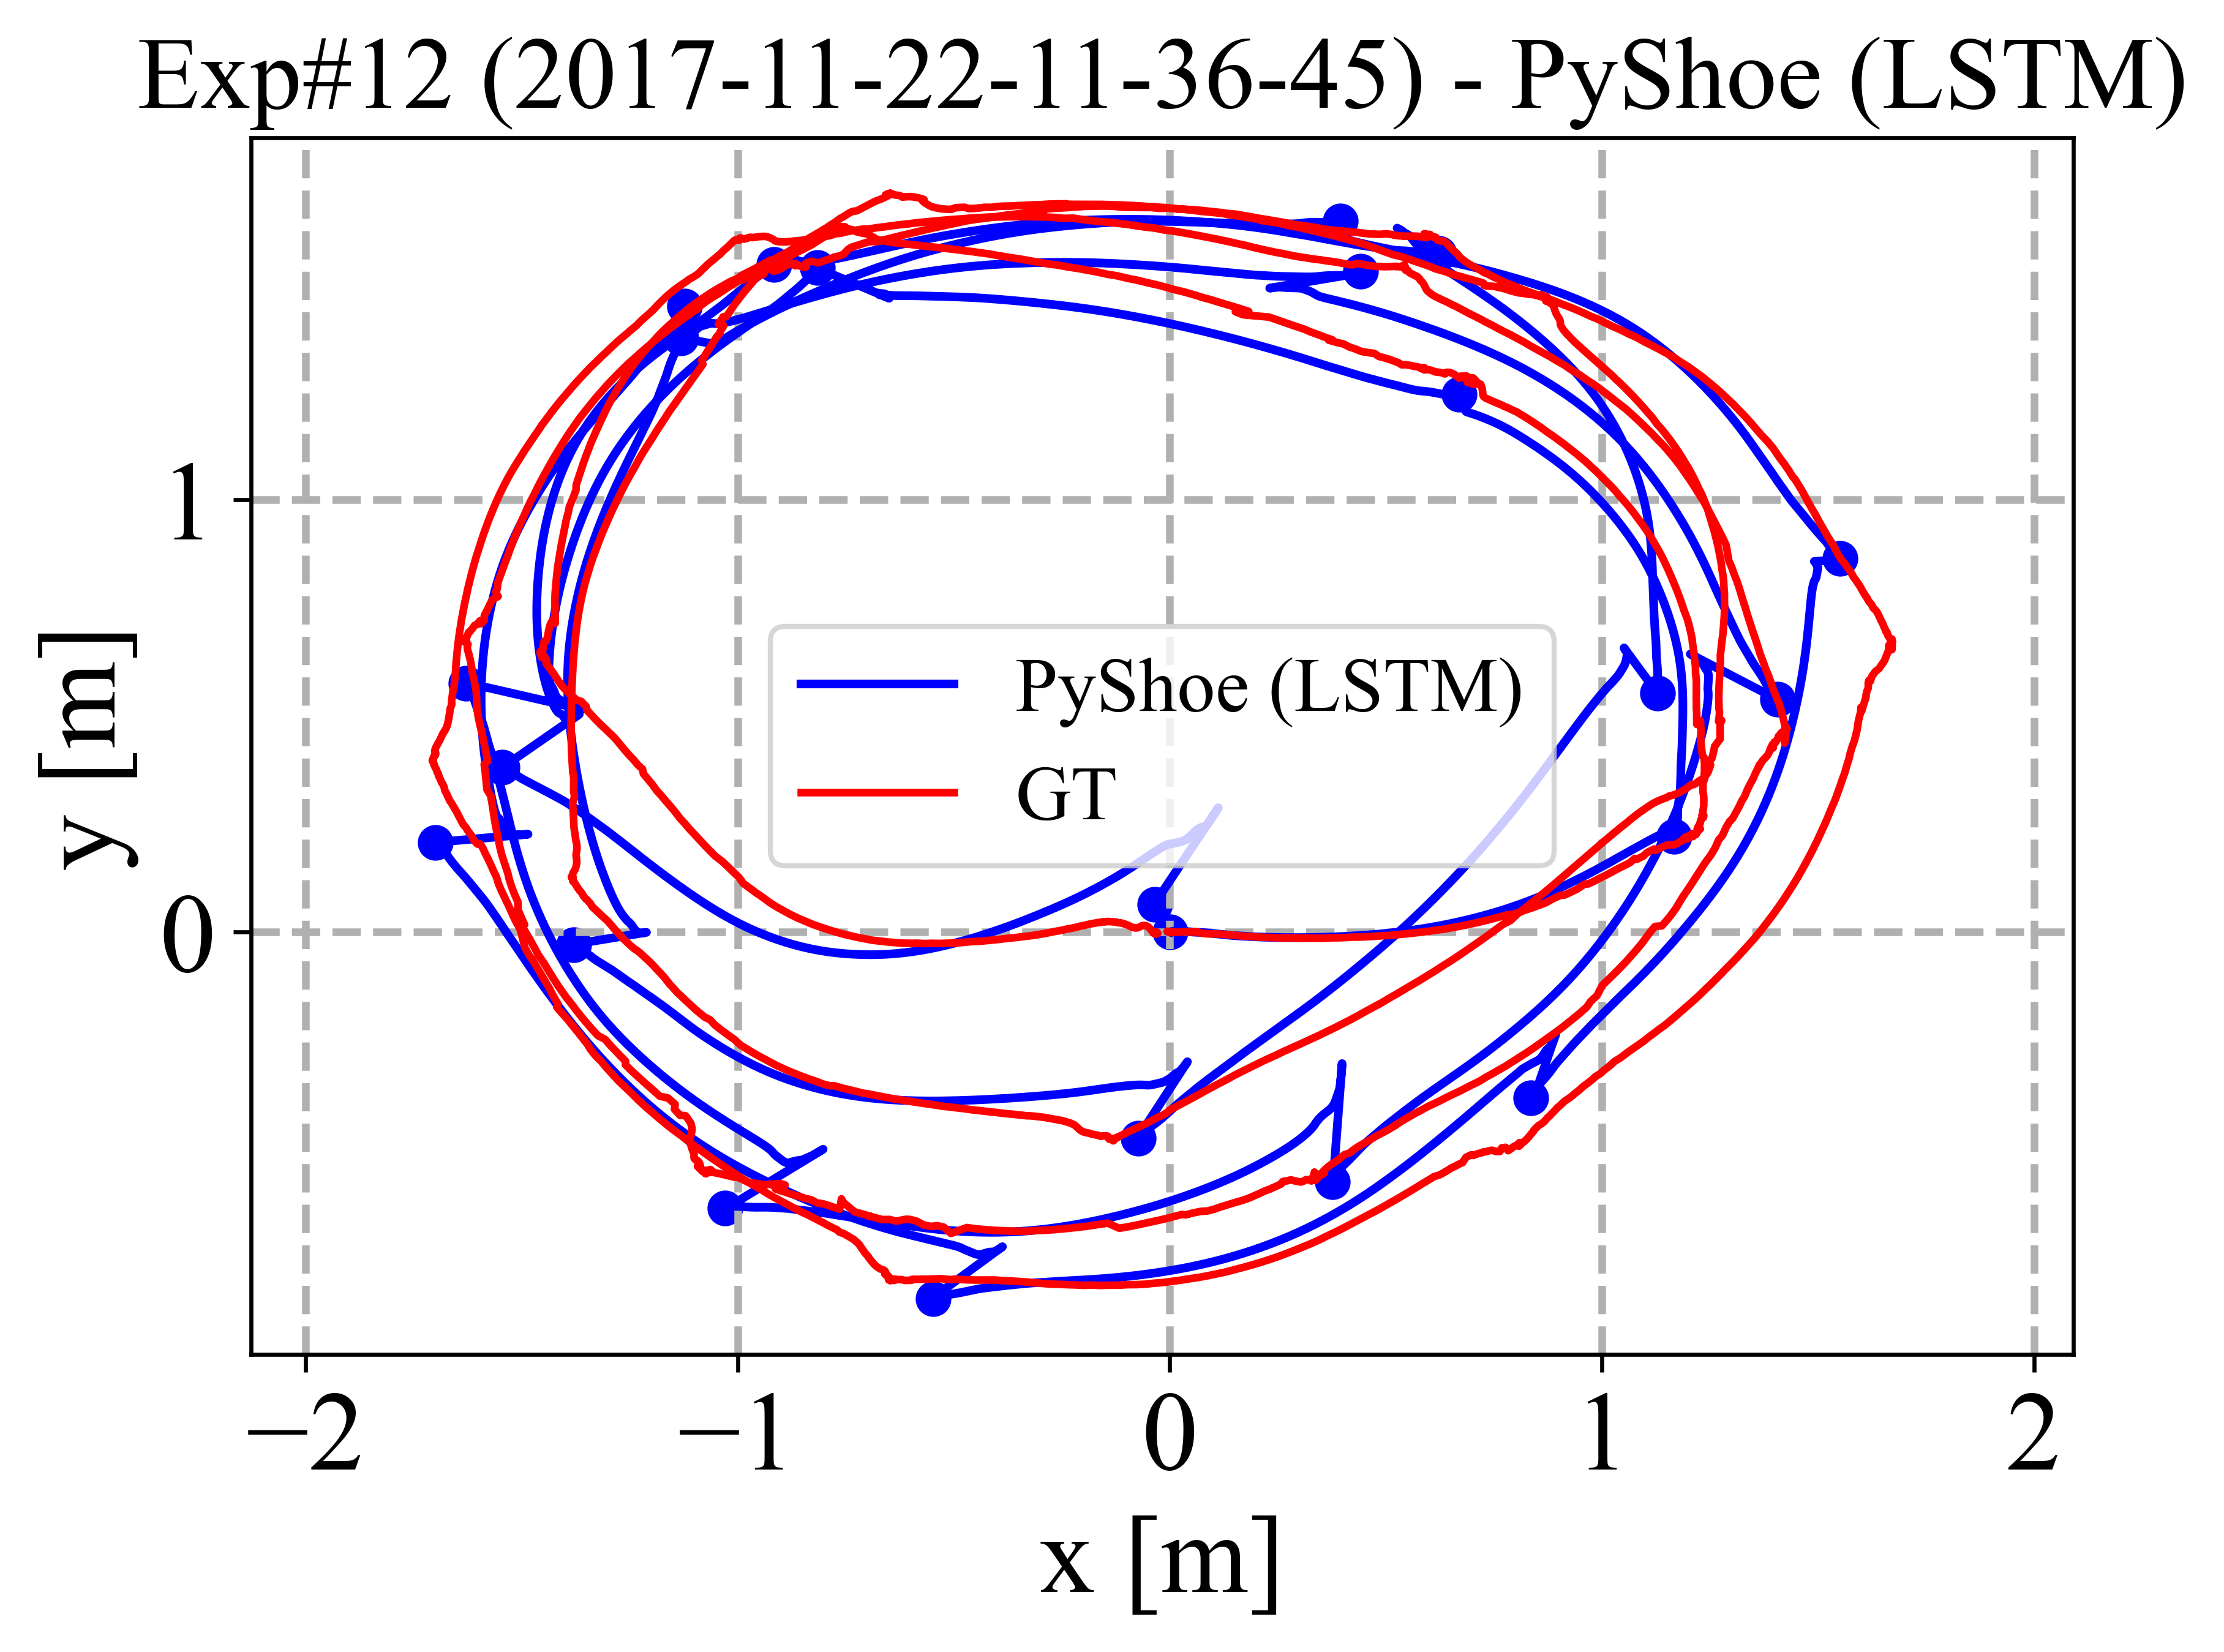 Exp#12 (2017-11-22-11-36-45) - PyShoe (LSTM)
y [m]
1
0
PyShoe (LSTM)
GT
−2 −1 0 1 2
x [m]